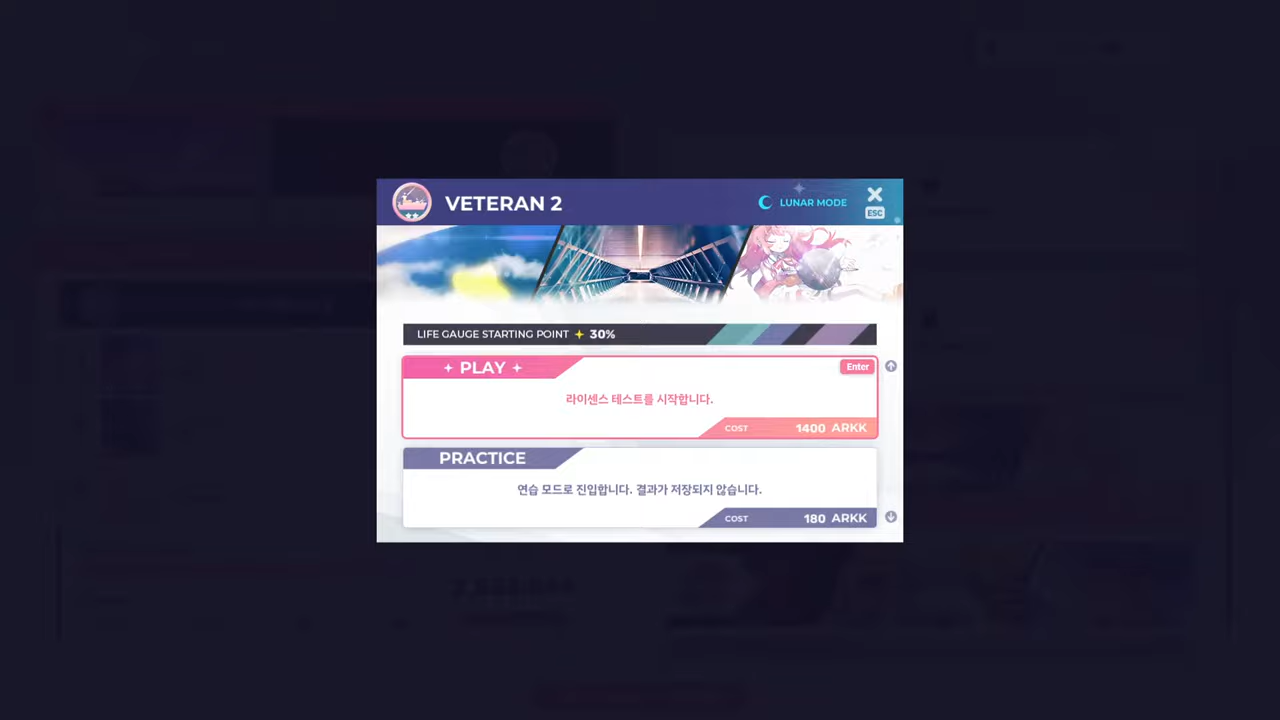 VETERAN 2
LUNAR MODE
ESC
LIFE GAUGE STARTING POINT 30%
PLAY
Enter
라이센스 테스트를 시작합니다.
COST 1400 ARKK
PRACTICE
연습 모드로 진입합니다. 결과가 저장되지 않습니다.
COST 180 ARKK